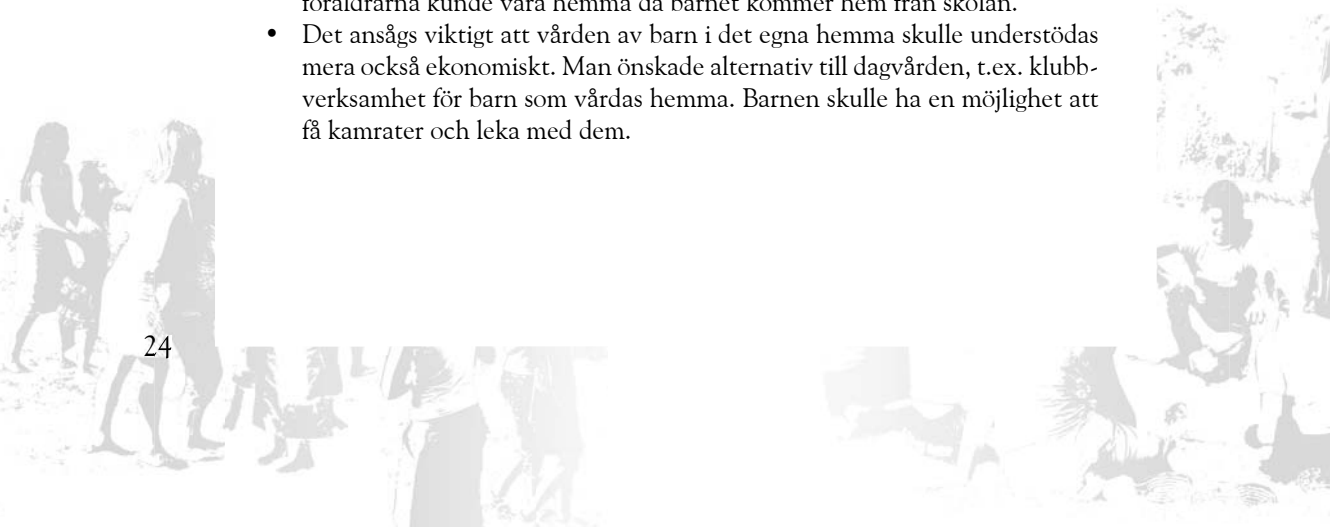 föräldrarna kunde vara hemma då barnet kommer hem från skolan.
• Det ansågs viktigt att vården av barn i det egna hemma skulle understödas
mera också ekonomiskt. Man önskade alternativ till dagvården, t.ex. klubb-
verksamhet för barn som vårdas hemma. Barnen skulle ha en möjlighet att
få kamrater och leka med dem.
24